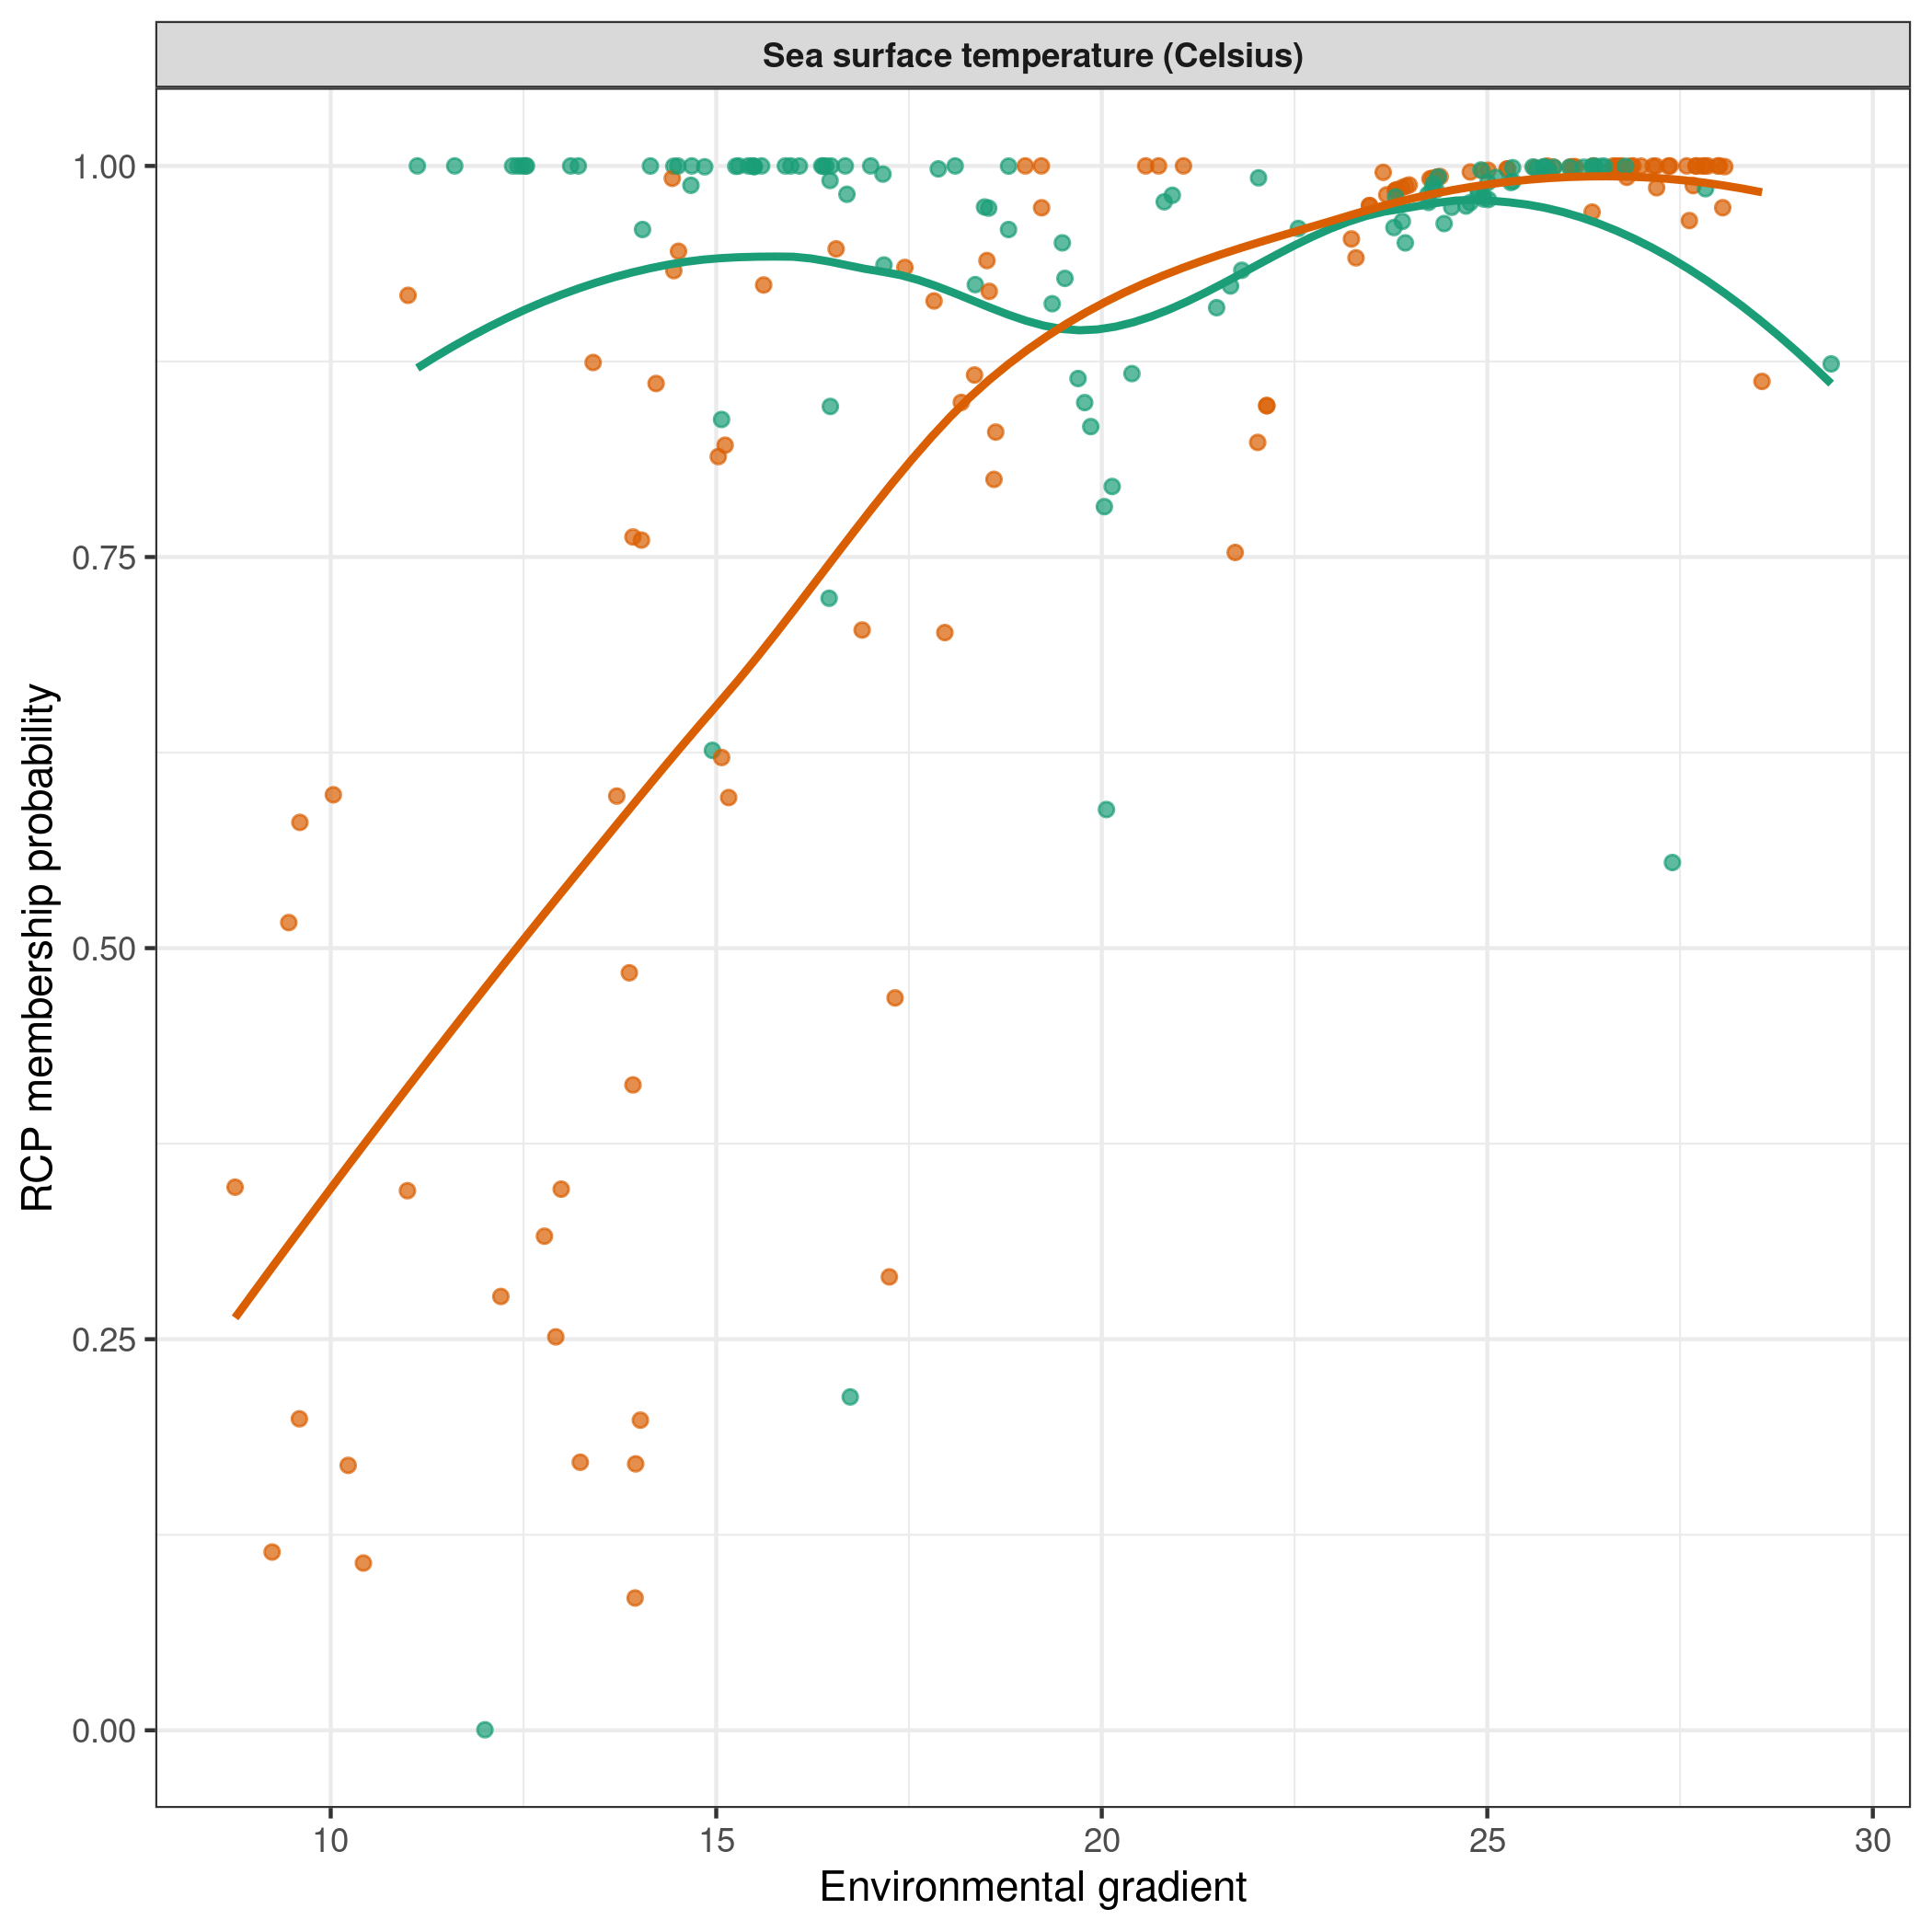 Sea surface temperature (Celsius)
RCP membership probability
1.00
0.75
0.50
0.25
0.00
10 15 20 25 30
Environmental gradient